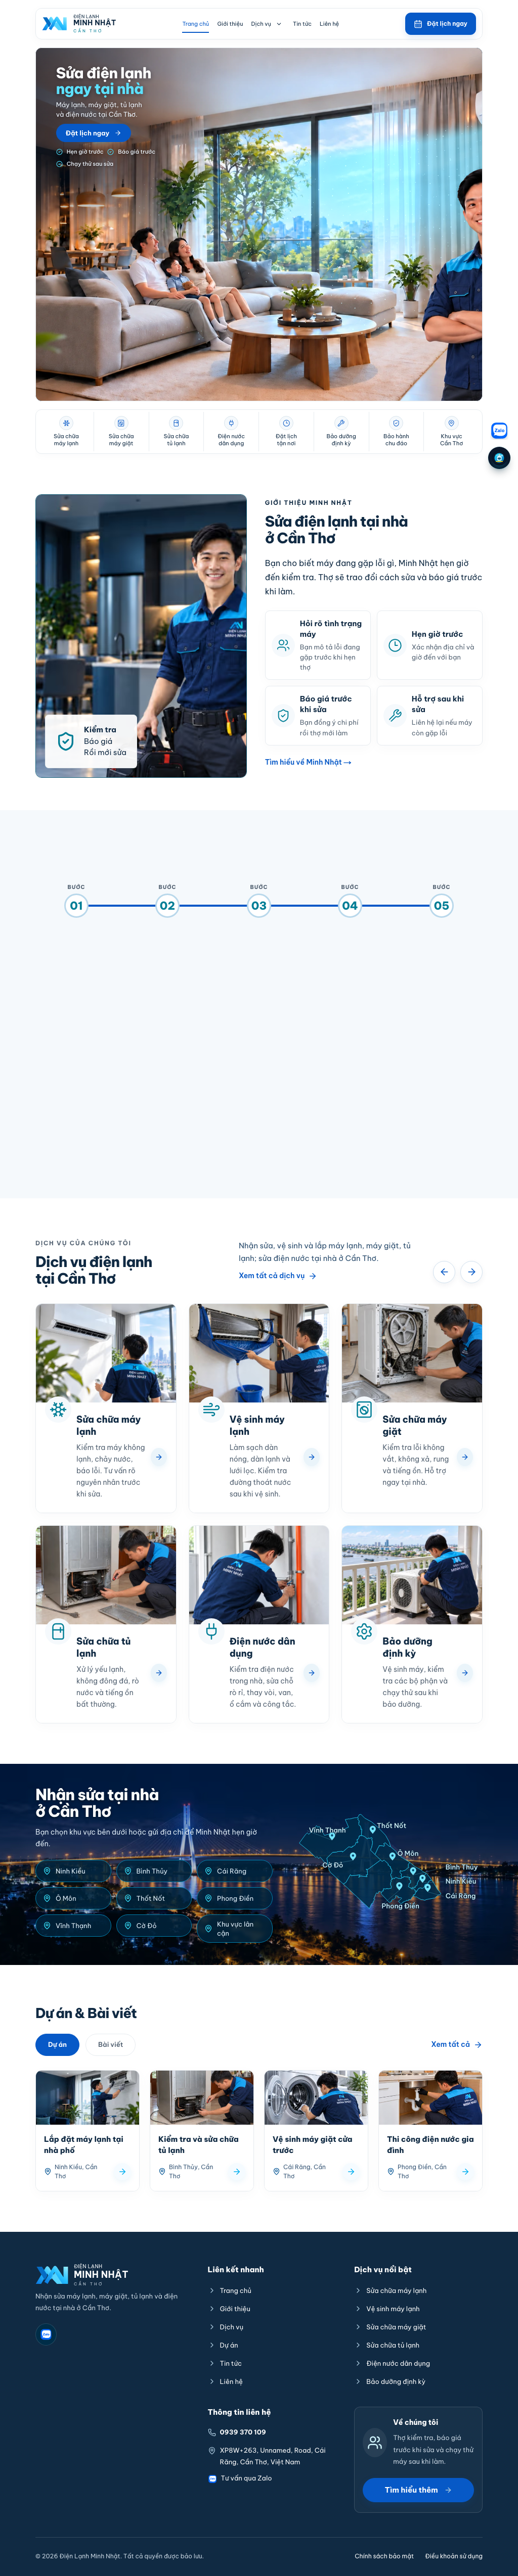 ĐIỆN LẠNH
MINH NHẬT
CẦN THƠ
Trang chủ
Giới thiệu
Dịch vụ
Tin tức
Liên hệ
Đặt lịch ngay
Sửa điện lạnh
ngay tại nhà
Máy lạnh, máy giặt, tủ lạnh
và điện nước tại Cần Thơ.
Đặt lịch ngay
Hẹn giờ trước
Báo giá trước
Chạy thử sau sửa
Sửa chữa
máy lạnh
Sửa chữa
máy giặt
Sửa chữa
tủ lạnh
Điện nước
dân dụng
Đặt lịch
tận nơi
Bảo dưỡng
định kỳ
Bảo hành
chu đáo
Khu vực
Cần Thơ
Zalo
GIỚI THIỆU MINH NHẬT
Sửa điện lạnh tại nhà
ở Cần Thơ
Bạn cho biết máy đang gặp lỗi gì, Minh Nhật hẹn giờ
đến kiểm tra. Thợ sẽ trao đổi cách sửa và báo giá trước
khi làm.
Hỏi rõ tình trạng
máy
Bạn mô tả lỗi đang
gặp trước khi hẹn
thợ
Hẹn giờ trước
Xác nhận địa chỉ và
giờ đến với bạn
Báo giá trước
khi sửa
Bạn đồng ý chi phí
rồi thợ mới làm
Hỗ trợ sau khi
sửa
Liên hệ lại nếu máy
còn gặp lỗi
Tìm hiểu về Minh Nhật →
MINH NHẬT
Kiểm tra
Báo giá
Rồi mới sửa
BƯỚC
01
BƯỚC
02
BƯỚC
03
BƯỚC
04
BƯỚC
05
DỊCH VỤ CỦA CHÚNG TÔI
Dịch vụ điện lạnh
tại Cần Thơ
Nhận sửa, vệ sinh và lắp máy lạnh, máy giặt, tủ
lạnh; sửa điện nước tại nhà ở Cần Thơ.
Xem tất cả dịch vụ
Sửa chữa máy
lạnh
Kiểm tra máy không
lạnh, chảy nước,
báo lỗi. Tư vấn rõ
nguyên nhân trước
khi sửa.
Vệ sinh máy
lạnh
Làm sạch dàn
nóng, dàn lạnh và
lưới lọc. Kiểm tra
đường thoát nước
sau khi vệ sinh.
Sửa chữa máy
giặt
Kiểm tra lỗi không
vắt, không xả, rung
và tiếng ồn. Hỗ trợ
ngay tại nhà.
Sửa chữa tủ
lạnh
Xử lý yếu lạnh,
không đông đá, rò
nước và tiếng ồn
bất thường.
Điện nước dân
dụng
Kiểm tra điện nước
trong nhà, sửa chỗ
rò rỉ, thay vòi, van,
ổ cắm và công tắc.
Bảo dưỡng
định kỳ
Vệ sinh máy, kiểm
tra các bộ phận và
chạy thử sau khi
bảo dưỡng.
Nhận sửa tại nhà
ở Cần Thơ
Bạn chọn khu vực bên dưới hoặc gửi địa chỉ để Minh Nhật hẹn giờ
đến.
Ninh Kiều
Bình Thủy
Cái Răng
Ô Môn
Thốt Nốt
Phong Điền
Vĩnh Thạnh
Cờ Đỏ
Khu vực lân
cận
Vĩnh Thạnh
Thốt Nốt
Cờ Đỏ
Ô Môn
Bình Thủy
Ninh Kiều
Cái Răng
Phong Điền
Dự án & Bài viết
Dự án
Bài viết
Xem tất cả
Lắp đặt máy lạnh tại
nhà phố
Ninh Kiều, Cần
Thơ
Kiểm tra và sửa chữa
tủ lạnh
Bình Thủy, Cần
Thơ
Vệ sinh máy giặt cửa
trước
Cái Răng, Cần
Thơ
Thi công điện nước gia
đình
Phong Điền, Cần
Thơ
ĐIỆN LẠNH
MINH NHẬT
CẦN THƠ
Nhận sửa máy lạnh, máy giặt, tủ lạnh và điện
nước tại nhà ở Cần Thơ.
Liên kết nhanh
Trang chủ
Giới thiệu
Dịch vụ
Dự án
Tin tức
Liên hệ
Dịch vụ nổi bật
Sửa chữa máy lạnh
Vệ sinh máy lạnh
Sửa chữa máy giặt
Sửa chữa tủ lạnh
Điện nước dân dụng
Bảo dưỡng định kỳ
Thông tin liên hệ
0939 370 109
XP8W+263, Unnamed, Road, Cái
Răng, Cần Thơ, Việt Nam
Tư vấn qua Zalo
Về chúng tôi
Thợ kiểm tra, báo giá
trước khi sửa và chạy thử
máy sau khi làm.
Tìm hiểu thêm
© 2026 Điện Lạnh Minh Nhật. Tất cả quyền được bảo lưu.
Chính sách bảo mật
Điều khoản sử dụng